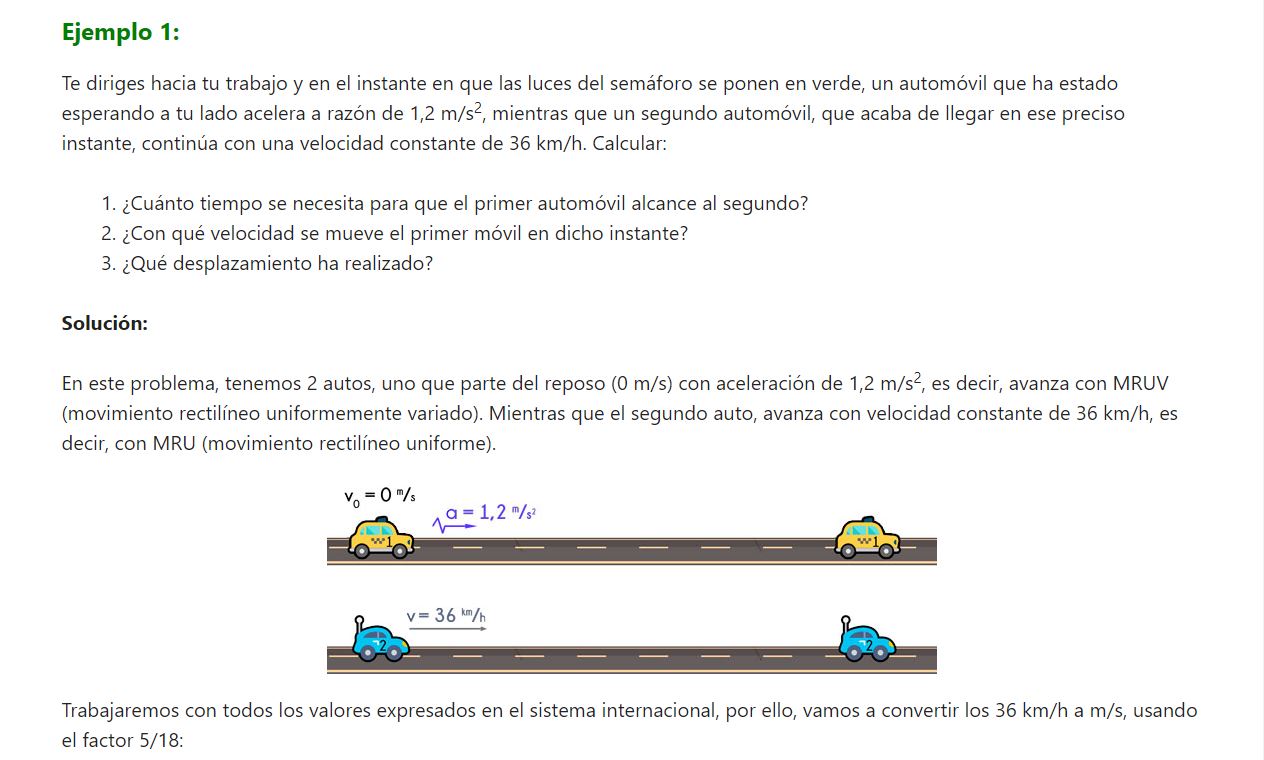 Ejemplo 1:
Te diriges hacia tu trabajo y en el instante en que las luces del semáforo se ponen en verde, un automóvil que ha estado
esperando a tu lado acelera a razón de 1,2 m/s², mientras que un segundo automóvil, que acaba de llegar en ese preciso
instante, continúa con una velocidad constante de 36 km/h. Calcular:
1. ¿Cuánto tiempo se necesita para que el primer automóvil alcance al segundo?
2. ¿Con qué velocidad se mueve el primer móvil en dicho instante?
3. ¿Qué desplazamiento ha realizado?
Solución:
En este problema, tenemos 2 autos, uno que parte del reposo (0 m/s) con aceleración de 1,2 m/s², es decir, avanza con MRUV
(movimiento rectilíneo uniformemente variado). Mientras que el segundo auto, avanza con velocidad constante de 36 km/h, es
decir, con MRU (movimiento rectilíneo uniforme).
v₀ = 0 m/s
a = 1,2 m/s²
1 1
v = 36 km/h
2 2
Trabajaremos con todos los valores expresados en el sistema internacional, por ello, vamos a convertir los 36 km/h a m/s, usando
el factor 5/18: